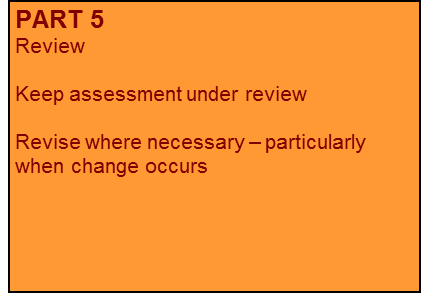 PART 5
Review
Keep assessment under review
Revise where necessary – particularly
when change occurs